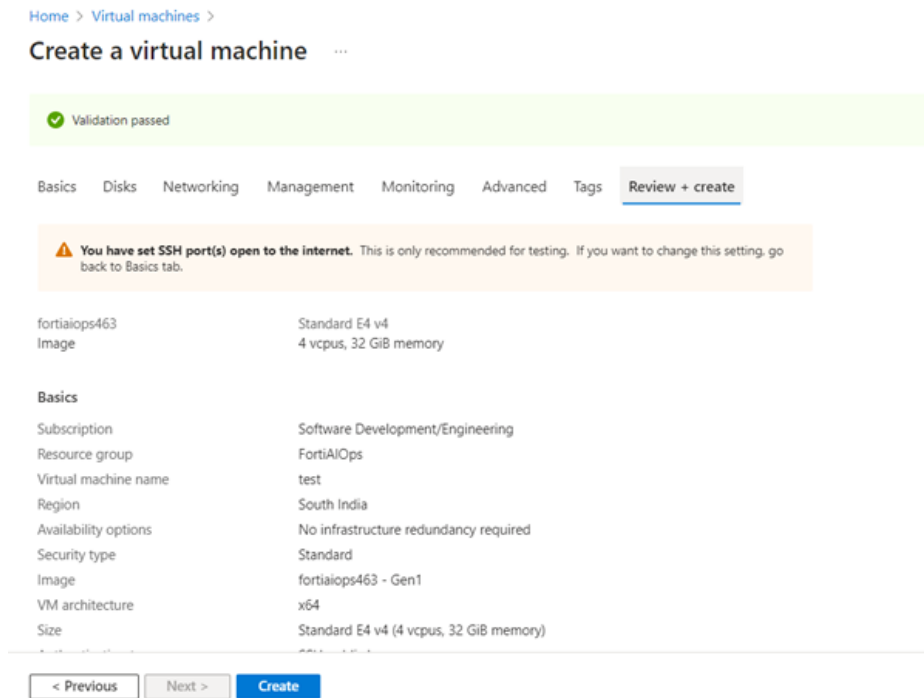 Home > Virtual machines >
Create a virtual machine ...
Validation passed
Basics Disks Networking Management Monitoring Advanced Tags Review + create
You have set SSH port(s) open to the internet. This is only recommended for testing. If you want to change this setting, go
back to Basics tab.
fortiaiops463 Standard E4 v4
Image 4 vcpus, 32 GiB memory
Basics
Subscription Software Development/Engineering
Resource group FortiAIOps
Virtual machine name test
Region South India
Availability options No infrastructure redundancy required
Security type Standard
Image fortiaiops463 - Gen1
VM architecture x64
Size Standard E4 v4 (4 vcpus, 32 GiB memory)
< Previous Next > Create